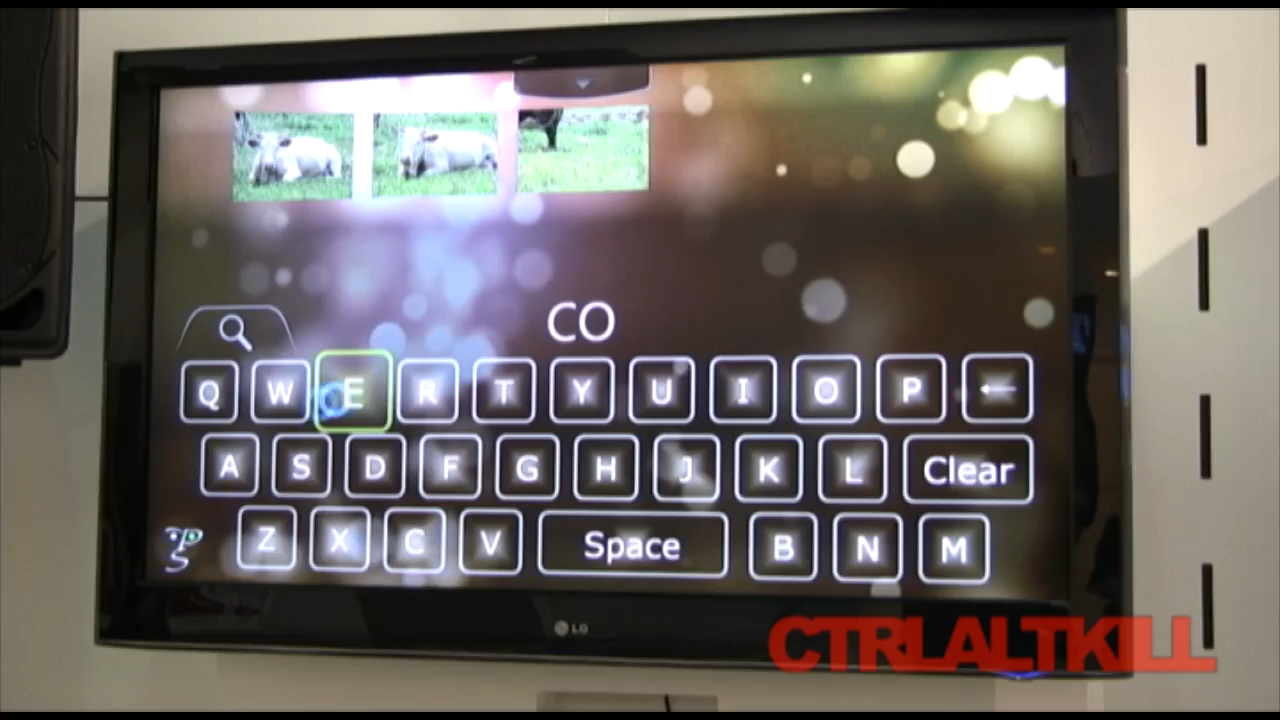 CO
Q W E R T Y U I O P ←
A S D F G H J K L Clear
Z X C V Space B N M
LG
CTRLALTKILL